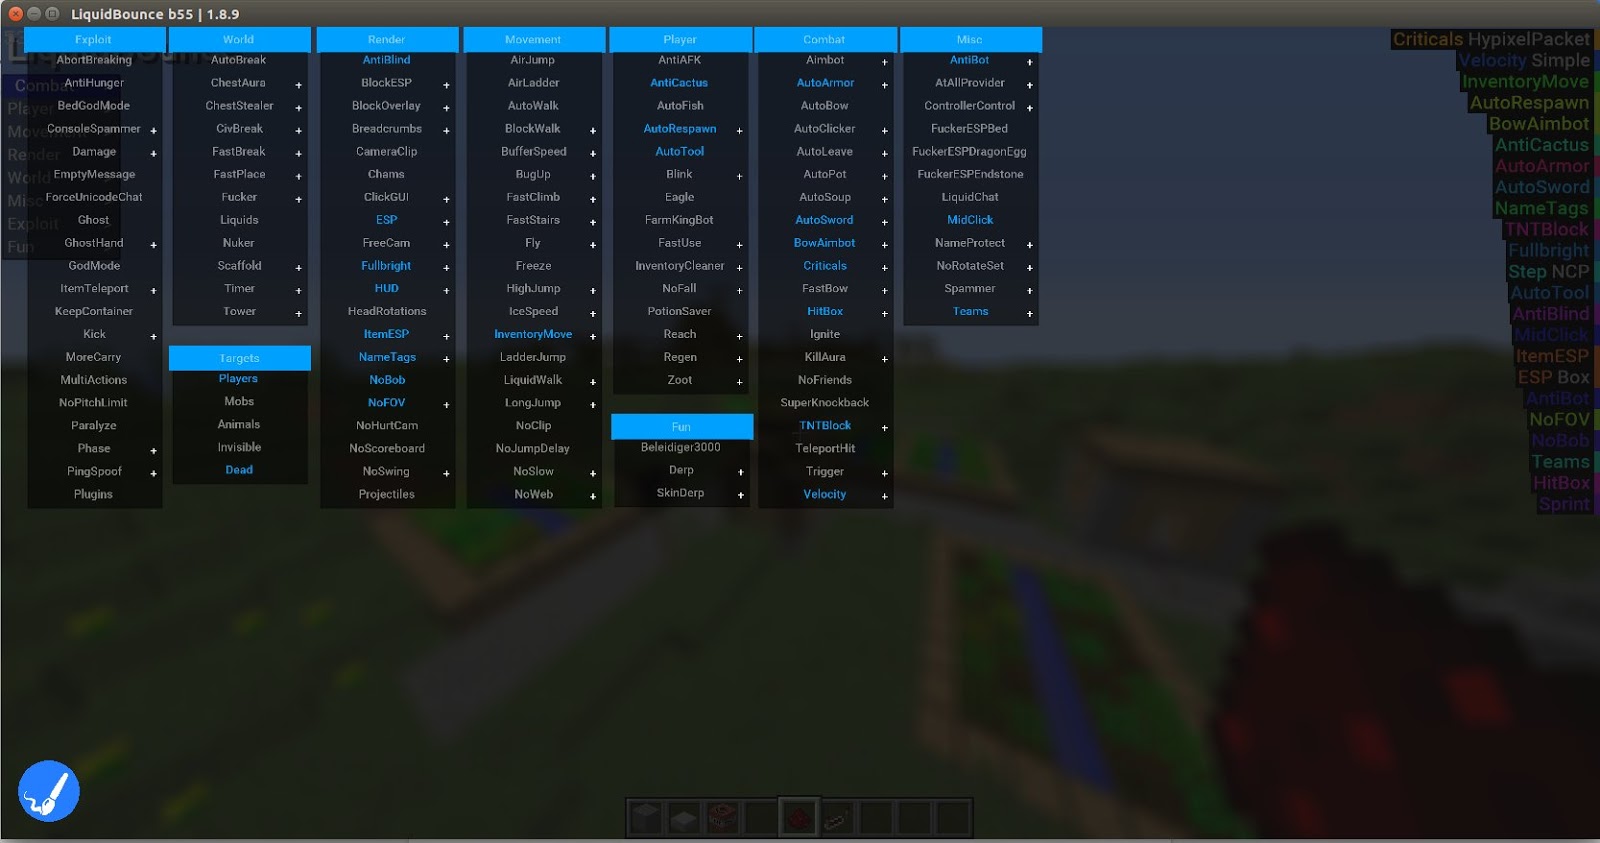 LiquidBounce b55 | 1.8.9
Exploit
AbortBreaking
AntiHunger
BedGodMode
ConsoleSpammer +
Damage +
EmptyMessage
ForceUnicodeChat
Ghost
GhostHand +
GodMode
ItemTeleport +
KeepContainer
Kick +
MoreCarry
MultiActions
NoPitchLimit
Paralyze
Phase +
PingSpoof +
Plugins
World
AutoBreak
ChestAura +
ChestStealer +
CivBreak +
FastBreak +
FastPlace +
Fucker +
Liquids
Nuker
Scaffold +
Timer +
Tower +
Targets
Players
Mobs
Animals
Invisible
Dead
Render
AntiBlind
BlockESP +
BlockOverlay +
Breadcrumbs +
CameraClip
Chams
ClickGUI +
ESP +
FreeCam +
Fullbright +
HUD +
HeadRotations
ItemESP +
NameTags +
NoBob
NoFOV +
NoHurtCam
NoScoreboard
NoSwing +
Projectiles
Movement
AirJump
AirLadder
AutoWalk
BlockWalk +
BufferSpeed +
BugUp +
FastClimb +
FastStairs +
Fly +
Freeze
HighJump +
IceSpeed +
InventoryMove +
LadderJump
LiquidWalk +
LongJump +
NoClip
NoJumpDelay
NoSlow +
NoWeb +
Player
AntiAFK
AntiCactus
AutoFish
AutoRespawn +
AutoTool
Blink +
Eagle
FarmKingBot
FastUse +
InventoryCleaner +
NoFall +
PotionSaver
Reach +
Regen +
Zoot +
Fun
Beleidiger3000
Derp +
SkinDerp +
Combat
Aimbot +
AutoArmor +
AutoBow
AutoClicker +
AutoLeave +
AutoPot +
AutoSoup +
AutoSword +
BowAimbot +
Criticals +
FastBow +
HitBox +
Ignite
KillAura +
NoFriends
SuperKnockback
TNTBlock +
TeleportHit
Trigger +
Velocity +
Misc
AntiBot +
AtAllProvider +
ControllerControl +
FuckerESPBed
FuckerESPDragonEgg
FuckerESPEndstone
LiquidChat
MidClick
NameProtect +
NoRotateSet +
Spammer +
Teams +
Combat
Player
Movement
Render
World
Misc
Exploit
Fun
Criticals HypixelPacket
Velocity Simple
InventoryMove
AutoRespawn
BowAimbot
AntiCactus
AutoArmor
AutoSword
NameTags
TNTBlock
Fullbright
Step NCP
AutoTool
AntiBlind
MidClick
ItemESP
ESP Box
AntiBot
NoFOV
NoBob
Teams
HitBox
Sprint